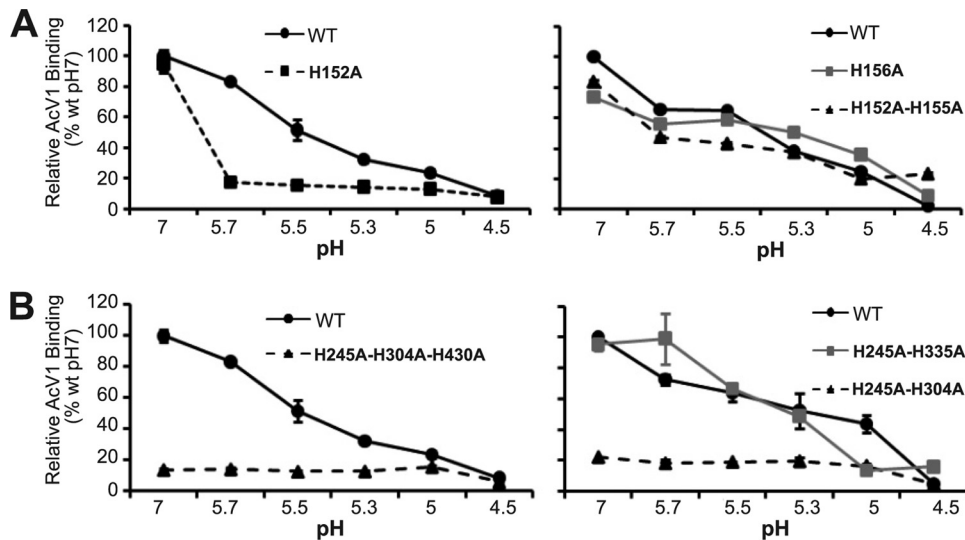 A
Relative AcV1 Binding
(% wt pH7)
120
100
80
60
40
20
0
WT
H152A
7 5.7 5.5 5.3 5 4.5
pH
WT
H156A
H152A-H155A
7 5.7 5.5 5.3 5 4.5
pH
B
Relative AcV1 Binding
(% wt pH7)
120
100
80
60
40
20
0
WT
H245A-H304A-H430A
7 5.7 5.5 5.3 5 4.5
pH
WT
H245A-H335A
H245A-H304A
7 5.7 5.5 5.3 5 4.5
pH